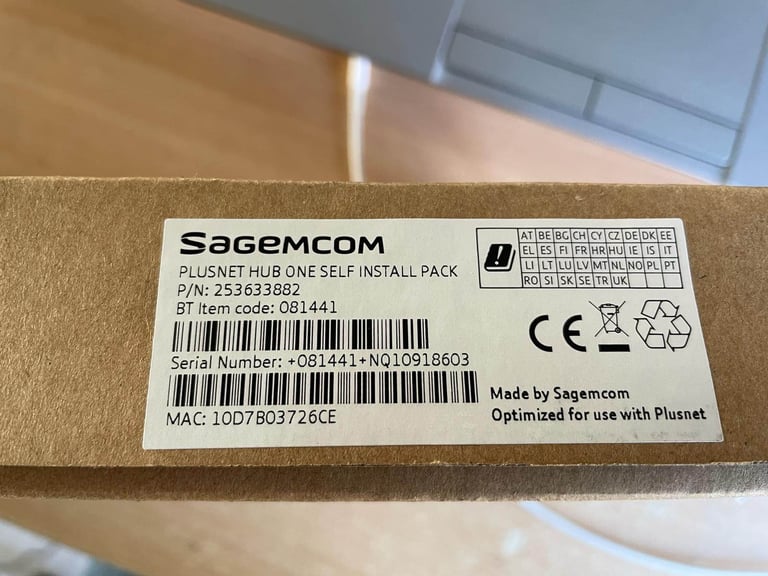 SAGEMCOM
PLUSNET HUB ONE SELF INSTALL PACK
P/N: 253633882
BT Item code: 081441
Serial Number: +081441+NQ10918603
MAC: 10D7B03726CE
AT BE BG CH CY CZ DE DK EE
EL ES FI FR HR HU IE IS IT
LI LT LU LV MT NL NO PL PT
RO SI SK SE TR UK
CE
Made by Sagemcom
Optimized for use with Plusnet